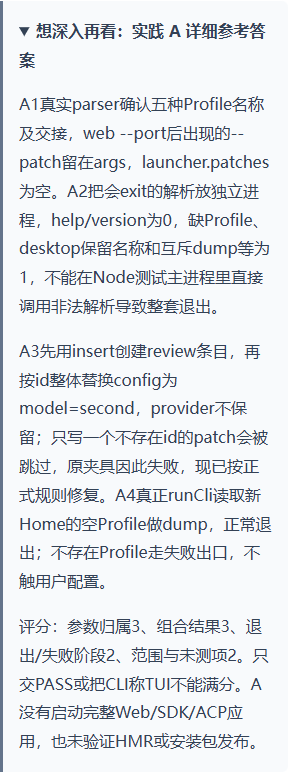 ▼ 想深入再看：实践 A 详细参考答
案
A1真实parser确认五种Profile名称
及交接，web --port后出现的--
patch留在args，launcher.patches
为空。A2把会exit的解析放独立进
程，help/version为0，缺Profile、
desktop保留名称和互斥dump等为
1，不能在Node测试主进程里直接
调用非法解析导致整套退出。
A3先用insert创建review条目，再
按id整体替换config为
model=second，provider不保
留；只写一个不存在id的patch会被
跳过，原夹具因此失败，现已按正
式规则修复。A4真正runCli读取新
Home的空Profile做dump，正常退
出；不存在Profile走失败出口，不
触用户配置。
评分：参数归属3、组合结果3、退
出/失败阶段2、范围与未测项2。只
交PASS或把CLI称TUI不能满分。A
没有启动完整Web/SDK/ACP应
用，也未验证HMR或安装包发布。